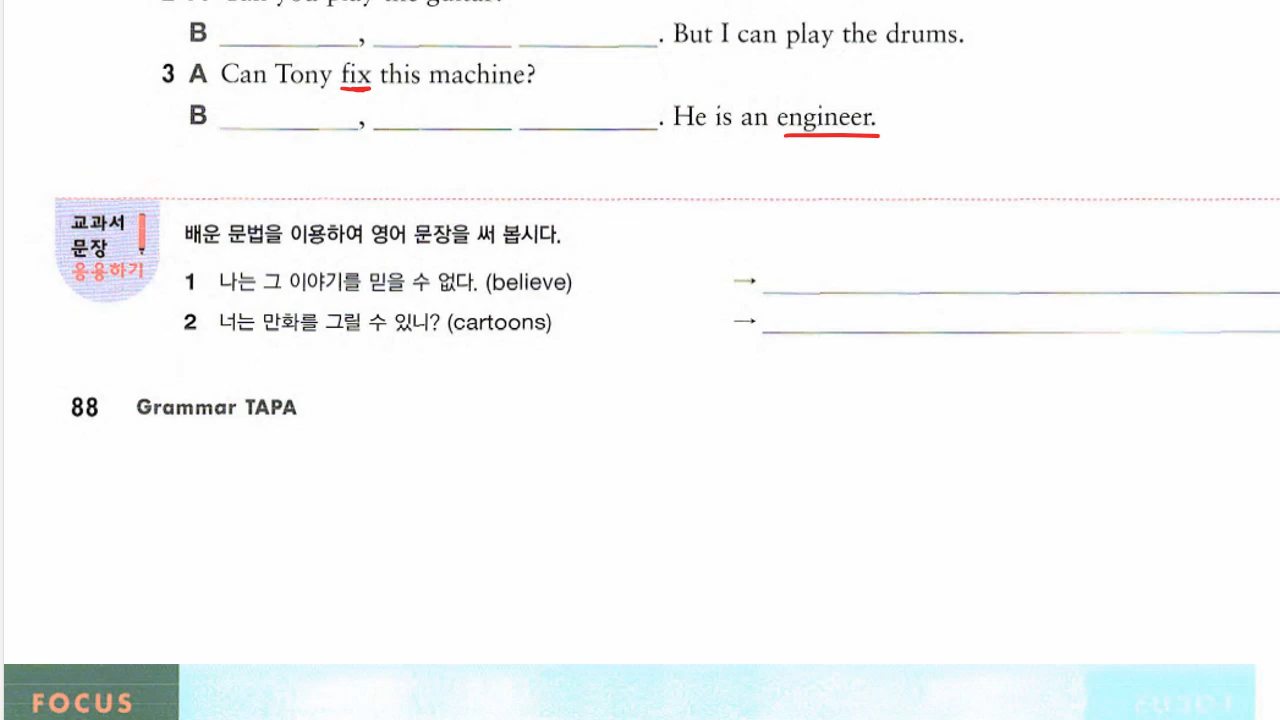 B ________, ________ ________. But I can play the drums.
3 A Can Tony fix this machine?
B ________, ________ ________. He is an engineer.
교과서
문장
응용하기
배운 문법을 이용하여 영어 문장을 써 봅시다.
1 나는 그 이야기를 믿을 수 없다. (believe) →
2 너는 만화를 그릴 수 있니? (cartoons) →
88 Grammar TAPA
FOCUS